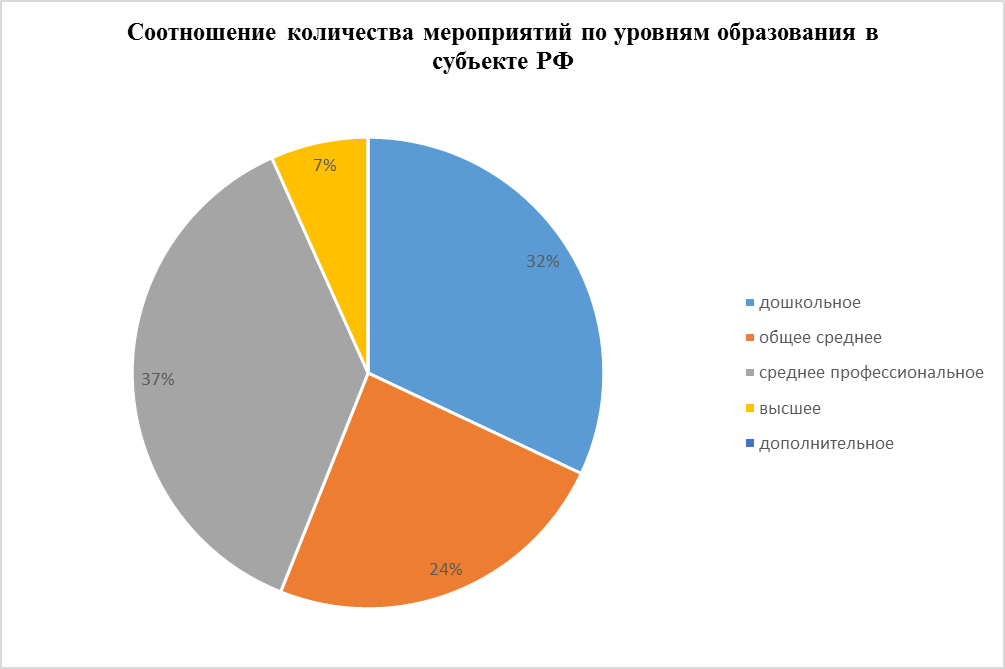 Соотношение количества мероприятий по уровням образования в
субъекте РФ
7%
32%
37%
24%
дошкольное
общее среднее
среднее профессиональное
высшее
дополнительное